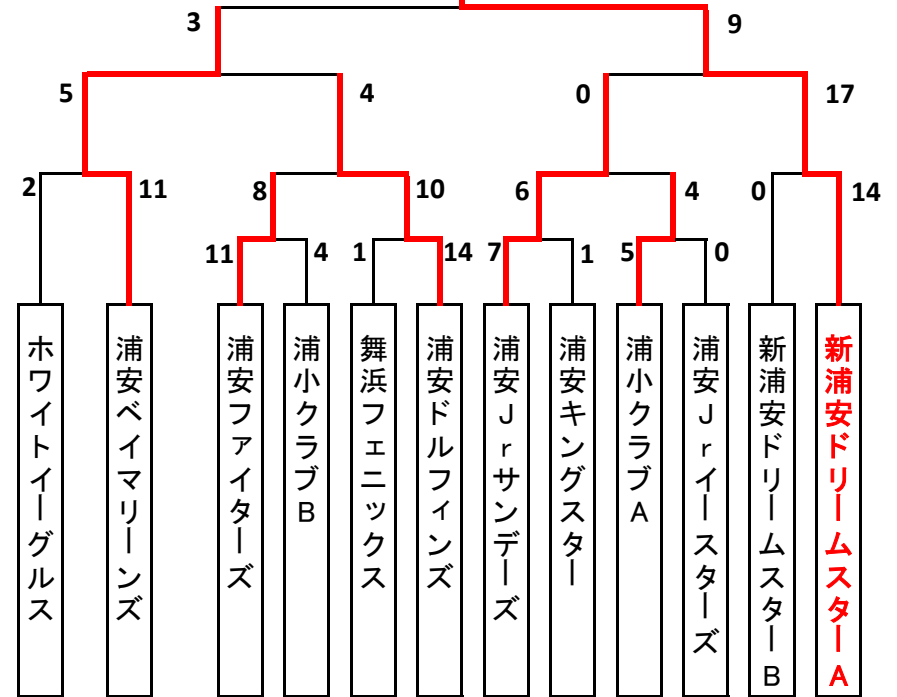 3 9
5 4 0 17
2 11 8 10 6 4 0 14
11 4 1 14 7 1 5 0
ホワイトイーグルス
浦安ベイマリーンズ
浦安ファイターズ
浦小クラブB
舞浜フェニックス
浦安ドルフィンズ
浦安Jrサンデーズ
浦安キングスター
浦小クラブA
浦安Jrイースターズ
新浦安ドリームスターB
新浦安ドリームスターA